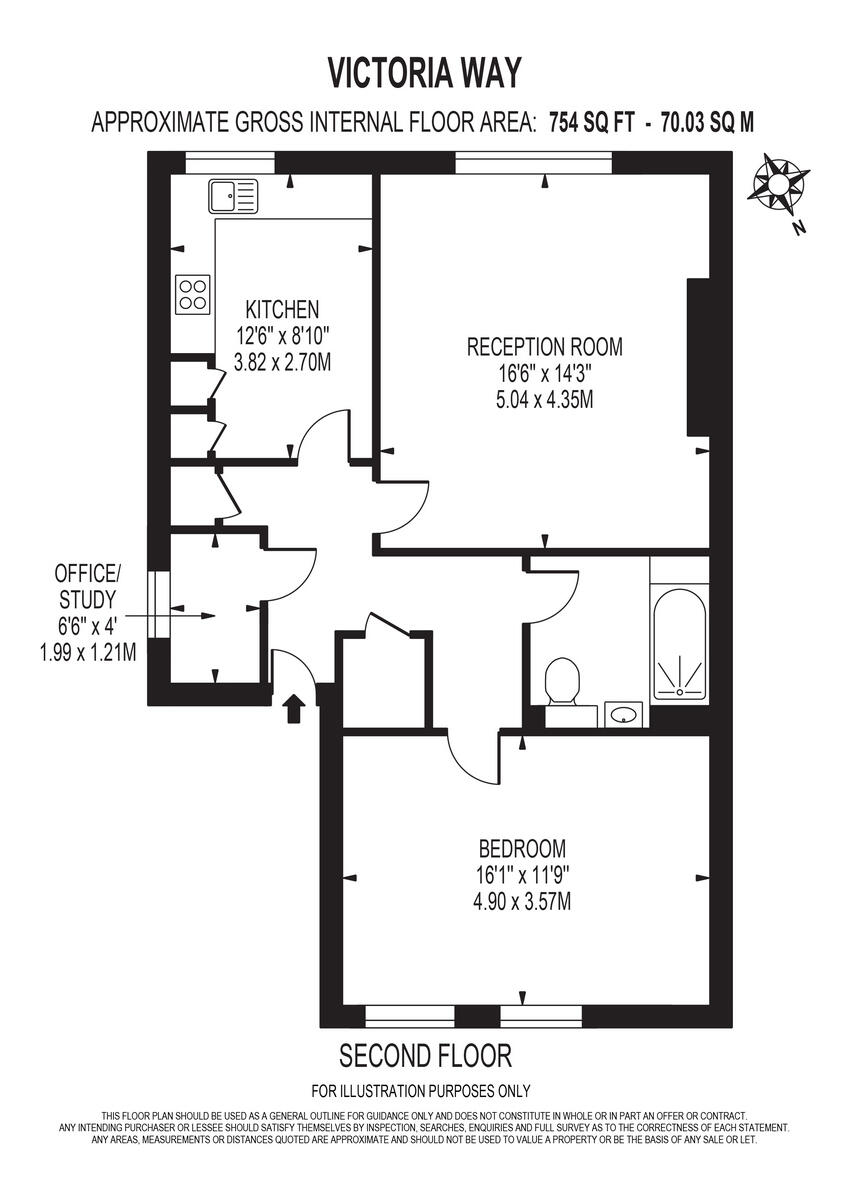 VICTORIA WAY
APPROXIMATE GROSS INTERNAL FLOOR AREA: 754 SQ FT - 70.03 SQ M
N
KITCHEN
12'6" x 8'10"
3.82 x 2.70M
RECEPTION ROOM
16'6" x 14'3"
5.04 x 4.35M
OFFICE/
STUDY
6'6" x 4'
1.99 x 1.21M
BEDROOM
16'1" x 11'9"
4.90 x 3.57M
SECOND FLOOR
FOR ILLUSTRATION PURPOSES ONLY
THIS FLOOR PLAN SHOULD BE USED AS A GENERAL OUTLINE FOR GUIDANCE ONLY AND DOES NOT CONSTITUTE IN WHOLE OR IN PART AN OFFER OR CONTRACT.
ANY INTENDING PURCHASER OR LESSEE SHOULD SATISFY THEMSELVES BY INSPECTION, SEARCHES, ENQUIRIES AND FULL SURVEY AS TO THE CORRECTNESS OF EACH STATEMENT.
ANY AREAS, MEASUREMENTS OR DISTANCES QUOTED ARE APPROXIMATE AND SHOULD NOT BE USED TO VALUE A PROPERTY OR BE THE BASIS OF ANY SALE OR LET.